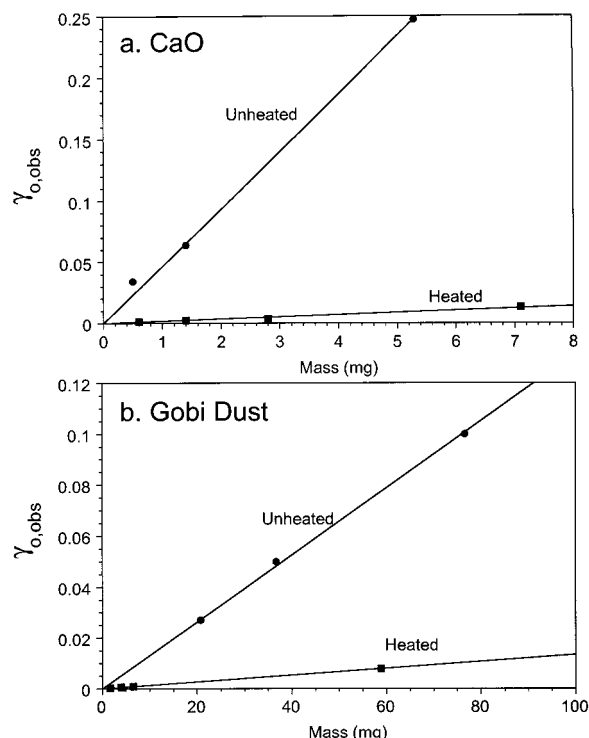 a. CaO
0.25
0.2
0.15
0.1
0.05
0
γo,obs
Unheated
Heated
0 1 2 3 4 5 6 7 8
Mass (mg)
b. Gobi Dust
0.12
0.1
0.08
0.06
0.04
0.02
0
γo,obs
Unheated
Heated
0 20 40 60 80 100
Mass (mg)